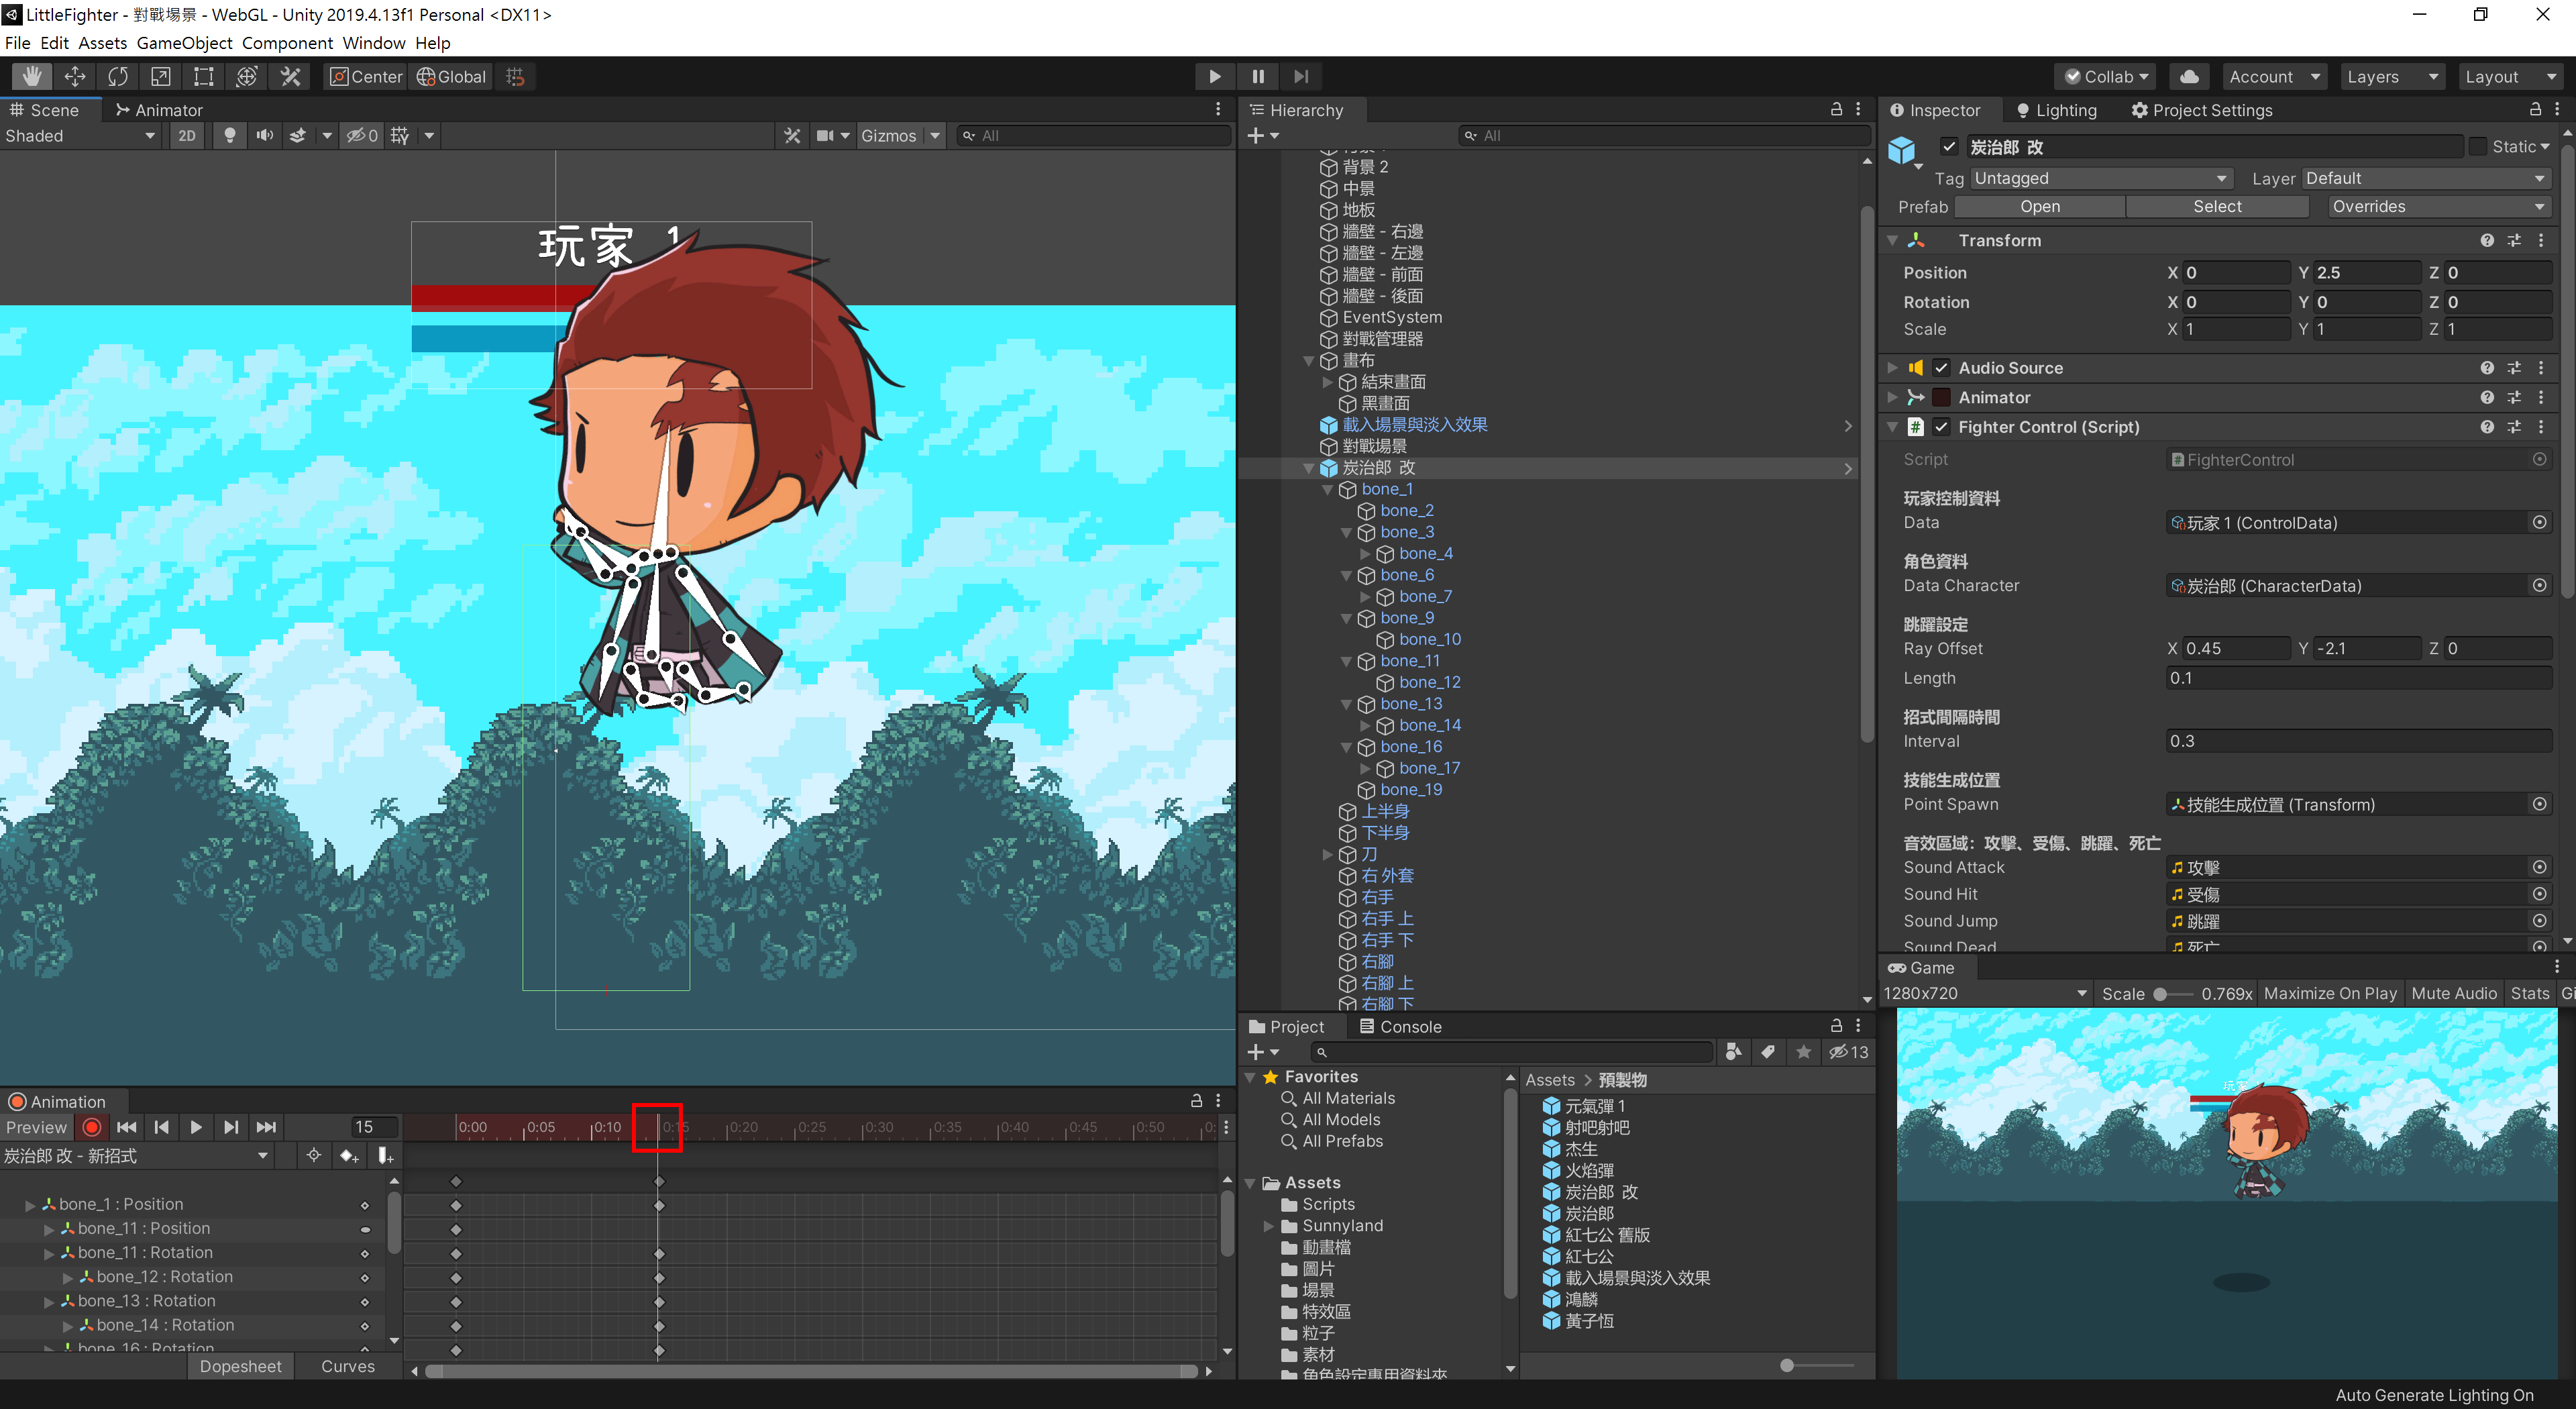 LittleFighter - 對戰場景 - WebGL - Unity 2019.4.13f1 Personal <DX11>
File Edit Assets GameObject Component Window Help
Center Global
Collab Account Layers Layout
Scene Animator
Shaded 2D 0 Gizmos All
玩家 1
Hierarchy
All
背景 2
中景
地板
牆壁 - 右邊
牆壁 - 左邊
牆壁 - 前面
牆壁 - 後面
EventSystem
對戰管理器
畫布
結束畫面
黑畫面
載入場景與淡入效果
對戰場景
炭治郎 改
bone_1
bone_2
bone_3
bone_4
bone_6
bone_7
bone_9
bone_10
bone_11
bone_12
bone_13
bone_14
bone_16
bone_17
bone_19
上半身
下半身
刀
右 外套
右手
右手 上
右手 下
右腳
右腳 上
右腳 下
Inspector Lighting Project Settings
炭治郎 改 Static
Tag Untagged Layer Default
Prefab Open Select Overrides
Transform
Position X 0 Y 2.5 Z 0
Rotation X 0 Y 0 Z 0
Scale X 1 Y 1 Z 1
Audio Source
Animator
Fighter Control (Script)
Script FighterControl
玩家控制資料
Data 玩家 1 (ControlData)
角色資料
Data Character 炭治郎 (CharacterData)
跳躍設定
Ray Offset X 0.45 Y -2.1 Z 0
Length 0.1
招式間隔時間
Interval 0.3
技能生成位置
Point Spawn 技能生成位置 (Transform)
音效區域：攻擊、受傷、跳躍、死亡
Sound Attack 攻擊
Sound Hit 受傷
Sound Jump 跳躍
Sound Dead 死亡
Game
1280x720 Scale 0.769x Maximize On Play Mute Audio Stats Gi
玩家
Animation
Preview 15 0:00 0:05 0:10 0:15 0:20 0:25 0:30 0:35 0:40 0:45 0:50 0:
炭治郎 改 - 新招式
bone_1 : Position
bone_11 : Position
bone_11 : Rotation
bone_12 : Rotation
bone_13 : Rotation
bone_14 : Rotation
bone_16 : Rotation
Dopesheet Curves
Project Console
13
Favorites
All Materials
All Models
All Prefabs
Assets
Scripts
Sunnyland
動畫檔
圖片
場景
特效區
粒子
素材
角色設定專用資料夾
Assets > 預製物
元氣彈 1
射吧射吧
杰生
火焰彈
炭治郎 改
炭治郎
紅七公 舊版
紅七公
載入場景與淡入效果
鴻麟
黃子恆
Auto Generate Lighting On